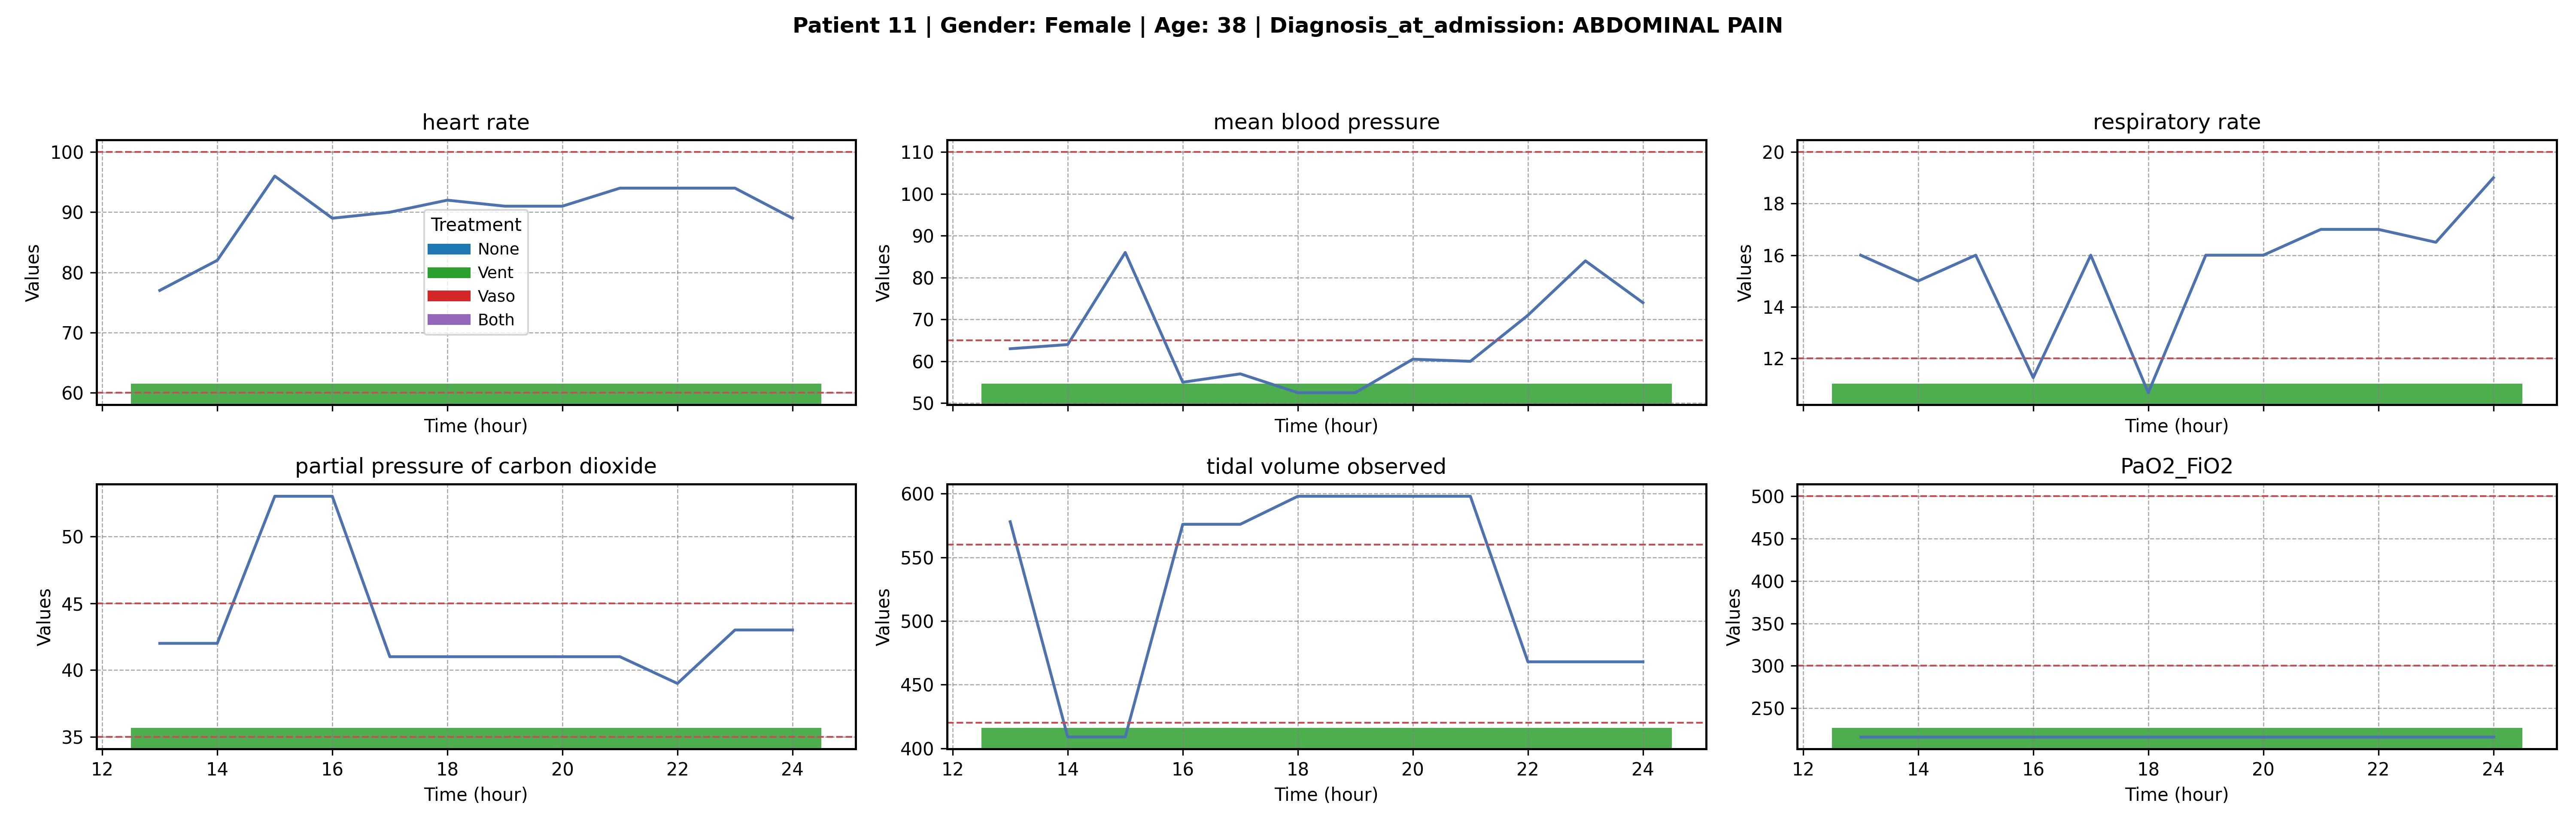 Patient 11 | Gender: Female | Age: 38 | Diagnosis_at_admission: ABDOMINAL PAIN
heart rate
100
90
80
70
60
Values
Time (hour)
Treatment
None
Vent
Vaso
Both
mean blood pressure
110
100
90
80
70
60
50
Values
Time (hour)
respiratory rate
20
18
16
14
12
Values
Time (hour)
partial pressure of carbon dioxide
50
45
40
35
Values
12 14 16 18 20 22 24
Time (hour)
tidal volume observed
600
550
500
450
400
Values
12 14 16 18 20 22 24
Time (hour)
PaO2_FiO2
500
450
400
350
300
250
Values
12 14 16 18 20 22 24
Time (hour)